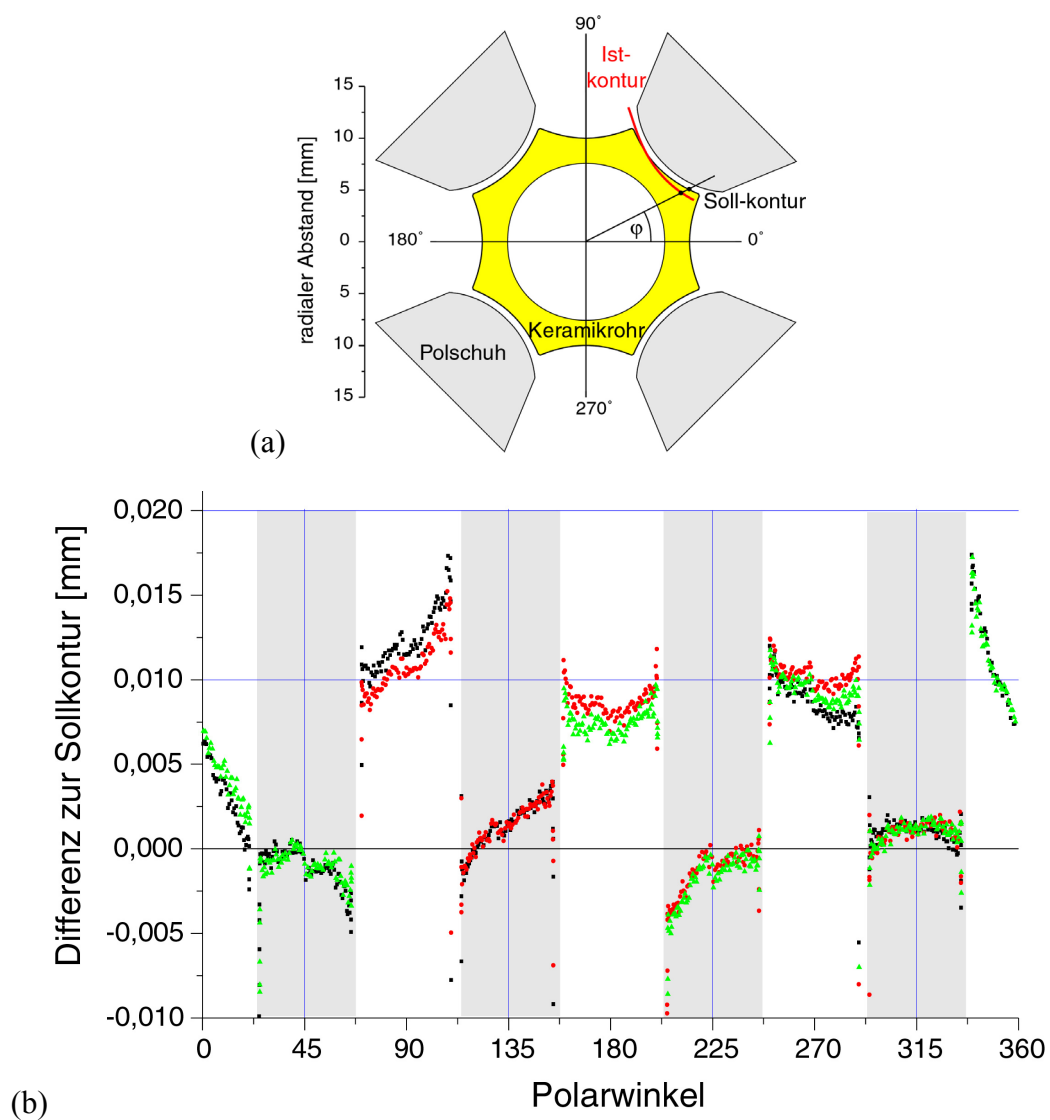 90°
Ist-
kontur
15
10
5
0
5
10
15
radialer Abstand [mm]
180°
0°
φ
Soll-kontur
Keramikrohr
Polschuh
270°
(a)
0,020
0,015
0,010
0,005
0,000
-0,005
-0,010
Differenz zur Sollkontur [mm]
0 45 90 135 180 225 270 315 360
Polarwinkel
(b)